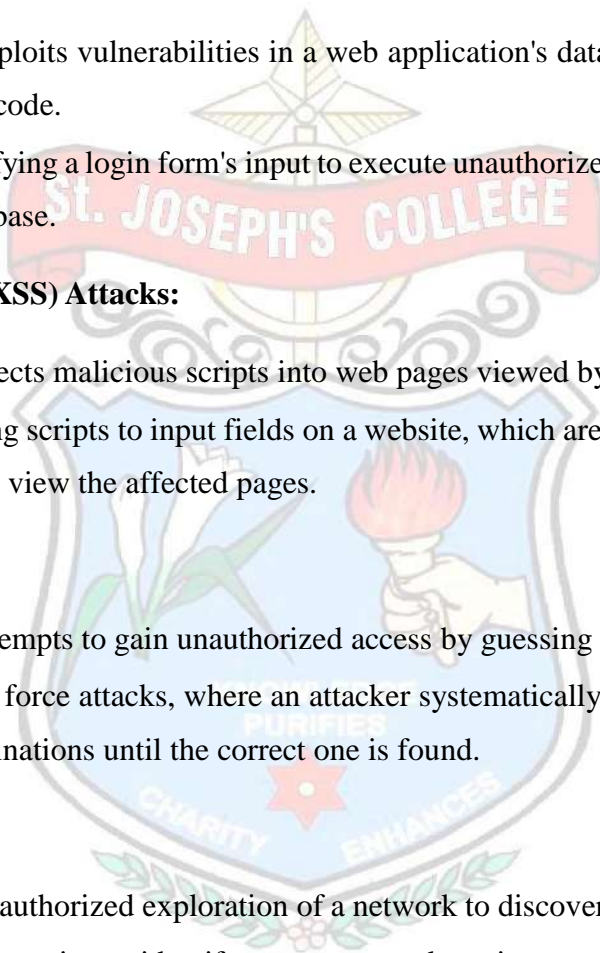 ploits vulnerabilities in a web application's data
code.
fying a login form's input to execute unauthorize
base.
St. JOSEPH'S COLLEGE
XSS) Attacks:
ects malicious scripts into web pages viewed by
ng scripts to input fields on a website, which are
view the affected pages.
empts to gain unauthorized access by guessing
force attacks, where an attacker systematically
PURIFIES
inations until the correct one is found.
CHARITY
ENHANCES
authorized exploration of a network to discover